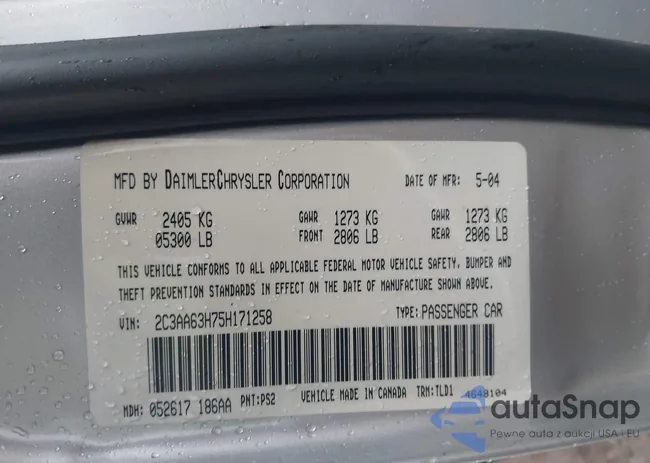 MFD BY DAIMLERCHRYSLER CORPORATION DATE OF MFR: 5-04
GVWR 2405 KG GAWR 1273 KG GAWR 1273 KG
05300 LB FRONT 2806 LB REAR 2806 LB
THIS VEHICLE CONFORMS TO ALL APPLICABLE FEDERAL MOTOR VEHICLE SAFETY, BUMPER AND
THEFT PREVENTION STANDARDS IN EFFECT ON THE DATE OF MANUFACTURE SHOWN ABOVE.
VIN: 2C3AA63H75H171258 TYPE: PASSENGER CAR
MDH: 052617 186AA PNT: PS2 VEHICLE MADE IN CANADA TRM: TLD1
autaSnap
Pewne auta z aukcji USA i EU